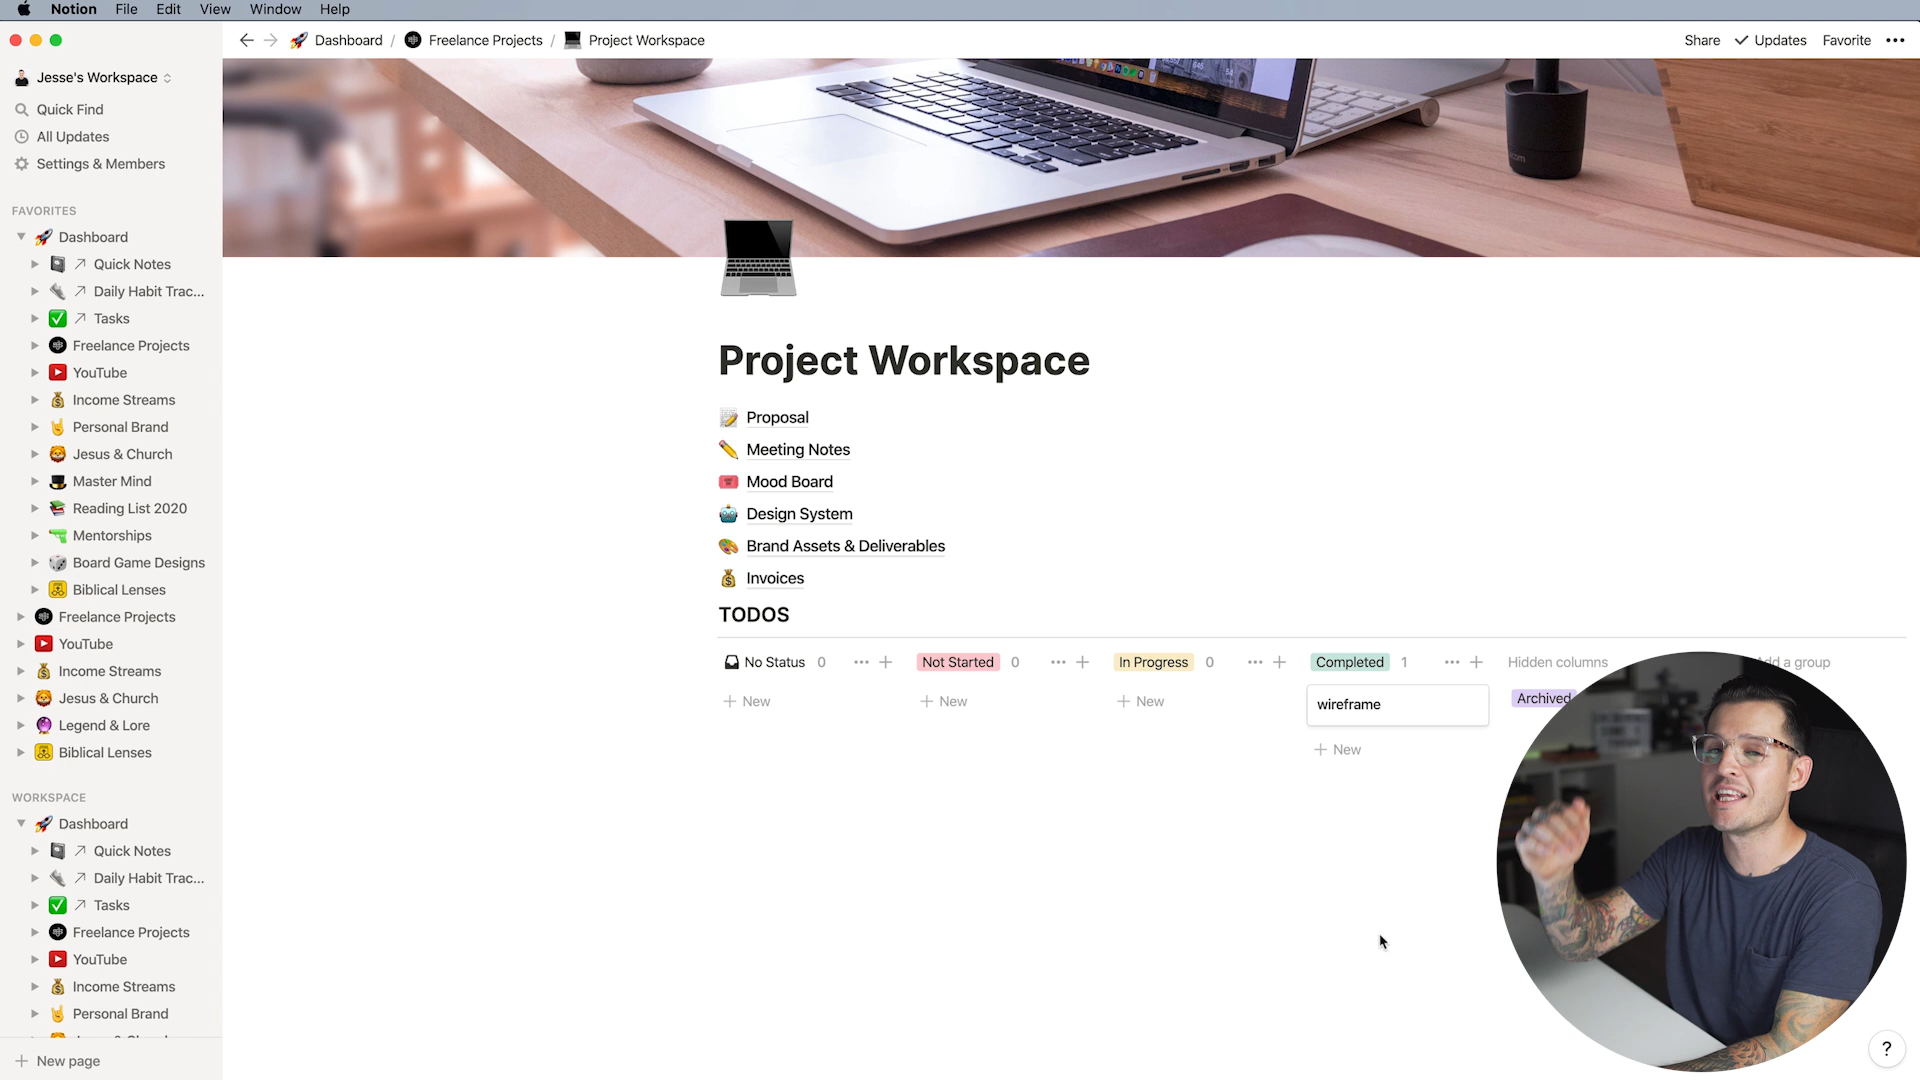 Notion File Edit View Window Help
Dashboard / Freelance Projects / Project Workspace
Share Updates Favorite
Jesse's Workspace
Quick Find
All Updates
Settings & Members
FAVORITES
Dashboard
Quick Notes
Daily Habit Trac...
Tasks
Freelance Projects
YouTube
Income Streams
Personal Brand
Jesus & Church
Master Mind
Reading List 2020
Mentorships
Board Game Designs
Biblical Lenses
Freelance Projects
YouTube
Income Streams
Jesus & Church
Legend & Lore
Biblical Lenses
WORKSPACE
Dashboard
Quick Notes
Daily Habit Trac...
Tasks
Freelance Projects
YouTube
Income Streams
Personal Brand
New page
Project Workspace
Proposal
Meeting Notes
Mood Board
Design System
Brand Assets & Deliverables
Invoices
TODOS
No Status 0
Not Started 0
In Progress 0
Completed 1
Hidden columns
a group
New
New
New
wireframe
Archived
New
?